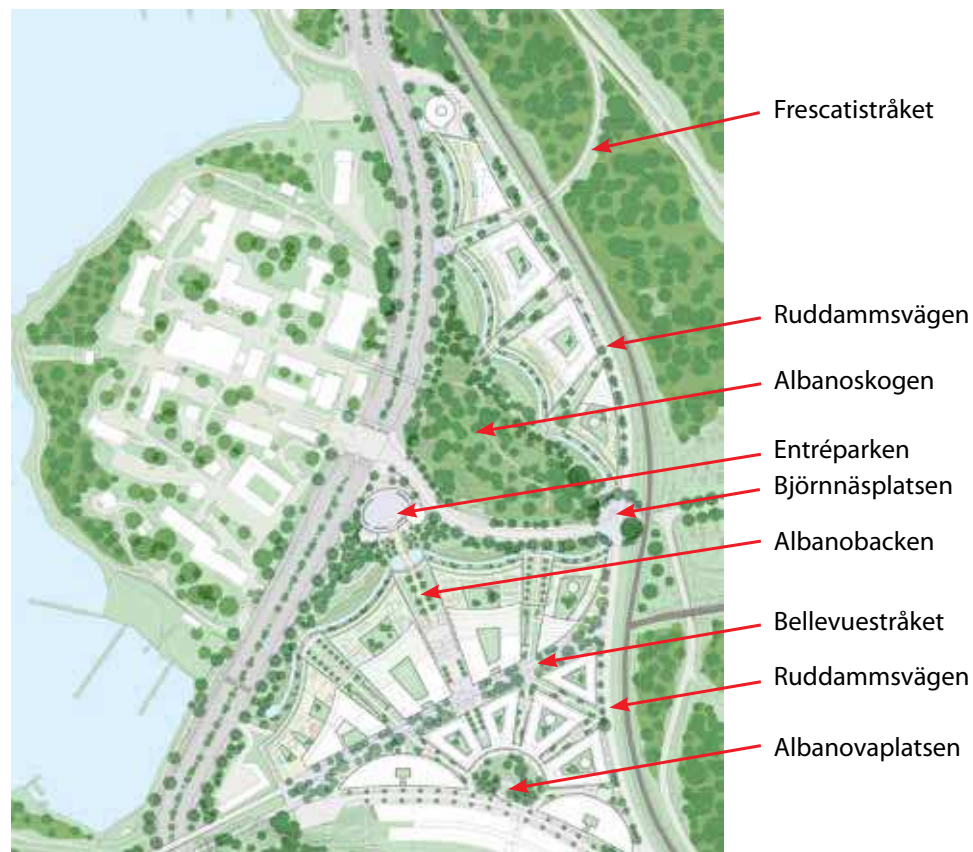 Frescatistråket
Ruddammsvägen
Albanoskogen
Entréparken
Björnnäsplatsen
Albanobacken
Bellevuestråket
Ruddammsvägen
Albanovaplatsen